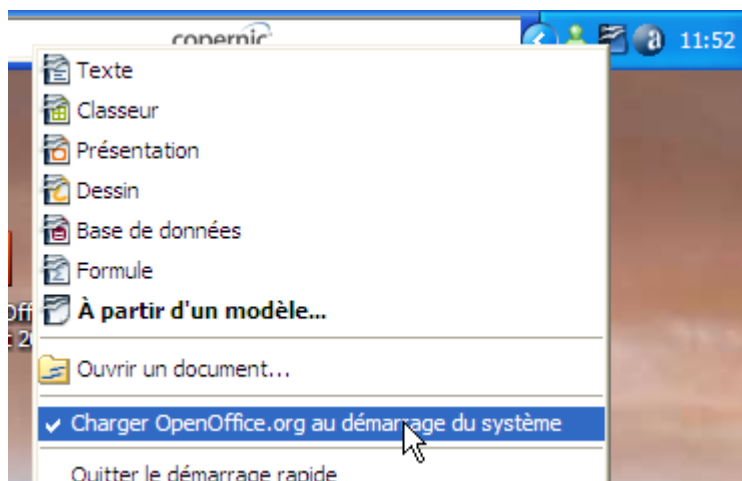 copernic
11:52
Texte
Classeur
Présentation
Dessin
Base de données
Formule
À partir d'un modèle...
Ouvrir un document...
Charger OpenOffice.org au démarrage du système
Quitter le démarrage rapide